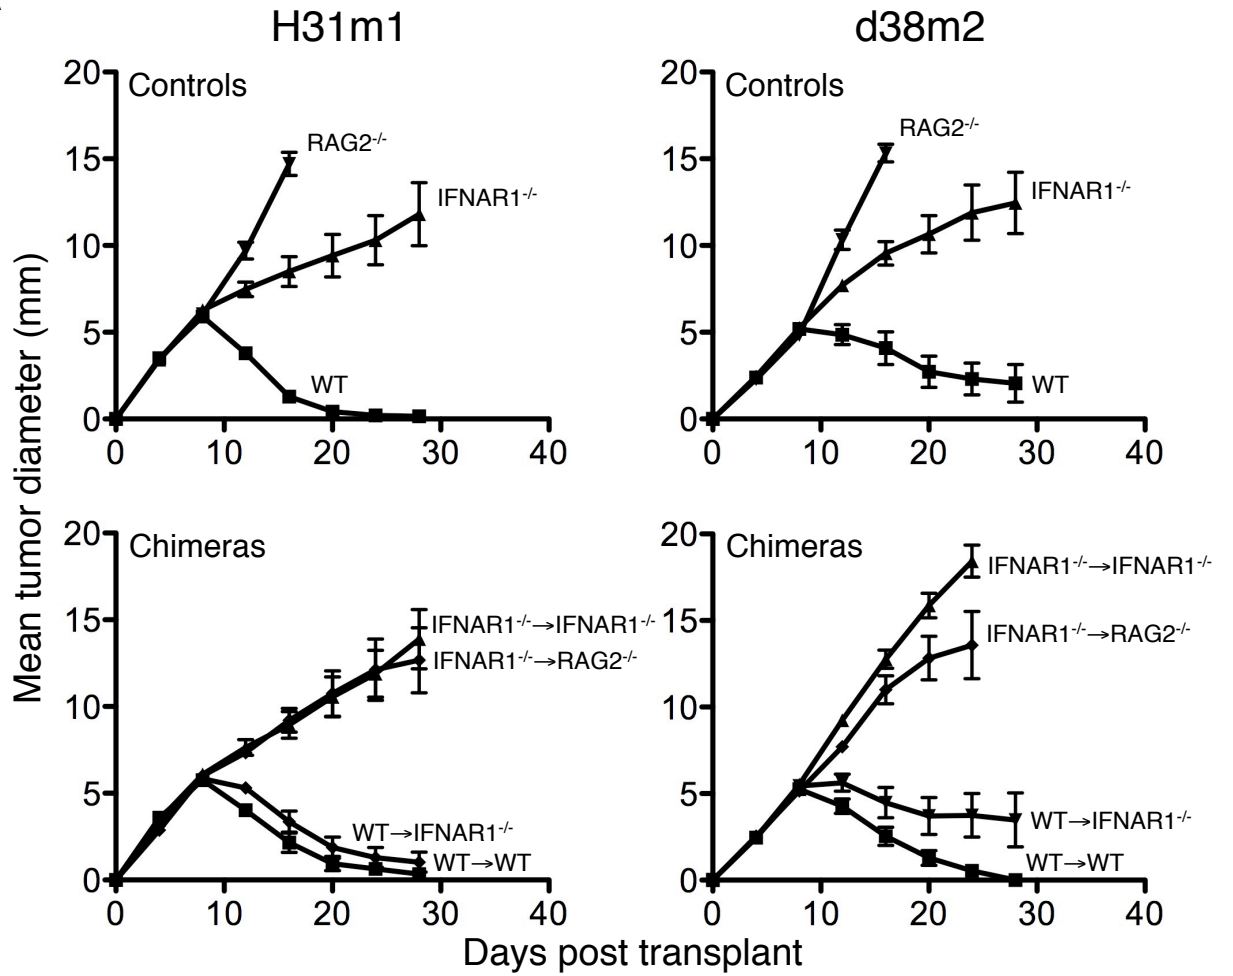 H31m1
d38m2
Mean tumor diameter (mm)
20
15
10
5
0
Controls
RAG2-/-
IFNAR1-/-
WT
0 10 20 30 40
20
15
10
5
0
Controls
RAG2-/-
IFNAR1-/-
WT
0 10 20 30 40
20
15
10
5
0
Chimeras
IFNAR1-/-→IFNAR1-/-
IFNAR1-/-→RAG2-/-
WT→IFNAR1-/-
WT→WT
0 10 20 30 40
20
15
10
5
0
Chimeras
IFNAR1-/-→IFNAR1-/-
IFNAR1-/-→RAG2-/-
WT→IFNAR1-/-
WT→WT
0 10 20 30 40
Days post transplant